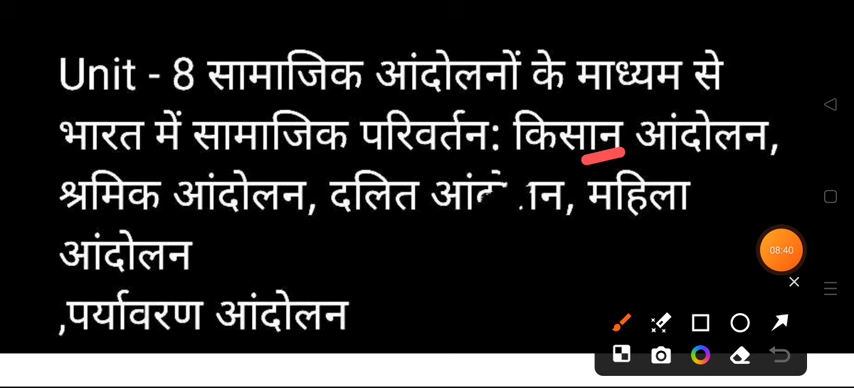 Unit - 8 सामाजिक आंदोलनों के माध्यम से
भारत में सामाजिक परिवर्तन: किसान आंदोलन,
श्रमिक आंदोलन, दलित महिला
आंदोलन
,पर्यावरण आंदोलन
08:40